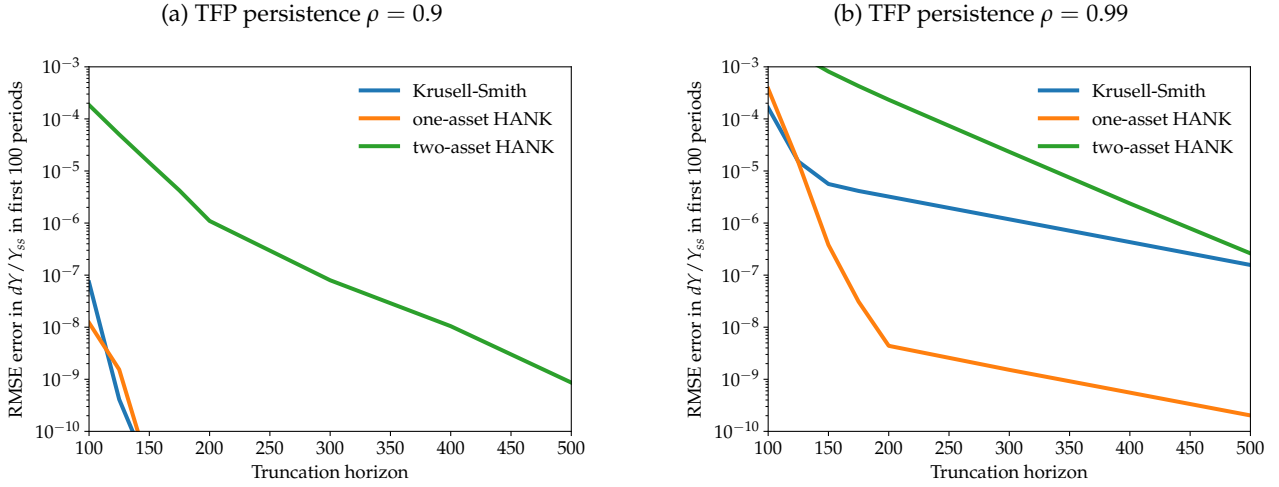 (a) TFP persistence ρ = 0.9
RMSE error in dY/Y_ss in first 100 periods
10^−3
10^−4
10^−5
10^−6
10^−7
10^−8
10^−9
10^−10
Krusell-Smith
one-asset HANK
two-asset HANK
100 150 200 250 300 350 400 450 500
Truncation horizon
(b) TFP persistence ρ = 0.99
RMSE error in dY/Y_ss in first 100 periods
10^−3
10^−4
10^−5
10^−6
10^−7
10^−8
10^−9
10^−10
Krusell-Smith
one-asset HANK
two-asset HANK
100 150 200 250 300 350 400 450 500
Truncation horizon